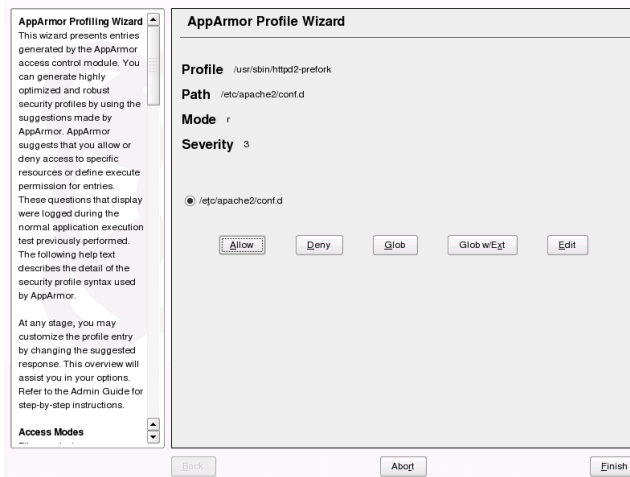 AppArmor Profiling Wizard
This wizard presents entries
generated by the AppArmor
access control module. You
can generate highly
optimized and robust
security profiles by using the
suggestions made by
AppArmor. AppArmor
suggests that you allow or
deny access to specific
resources or define execute
permission for entries.
These questions that display
were logged during the
normal application execution
test previously performed.
The following help text
describes the detail of the
security profile syntax used
by AppArmor.
At any stage, you may
customize the profile entry
by changing the suggested
response. This overview will
assist you in your options.
Refer to the Admin Guide for
step-by-step instructions.
Access Modes
AppArmor Profile Wizard
Profile /usr/sbin/httpd2-prefork
Path /etc/apache2/conf.d
Mode r
Severity 3
/etc/apache2/conf.d
Allow Deny Glob Glob w/Ext Edit
Back Abort Finish